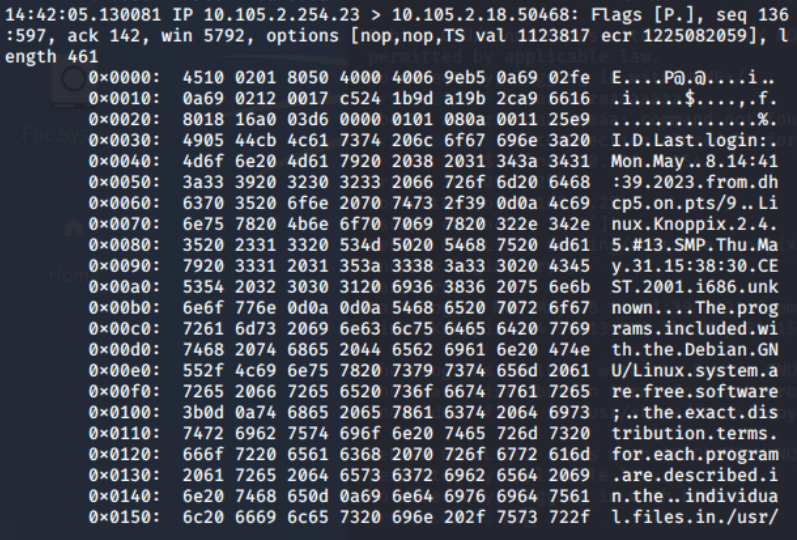 14:42:05.130081 IP 10.105.2.254.23 > 10.105.2.18.50468: Flags [P.], seq 136
:597, ack 142, win 5792, options [nop,nop,TS val 1123817 ecr 1225082059], l
ength 461
0x0000: 4510 0201 8050 4000 4006 9eb5 0a69 02fe E....P@.@....i..
0x0010: 0a69 0212 0017 c524 1b9d a19b 2ca9 6616 .i.....$....,.f.
0x0020: 8018 16a0 03d6 0000 0101 080a 0011 25e9 ..............%.
0x0030: 4905 44cb 4c61 7374 206c 6f67 696e 3a20 I.D.Last.login:.
0x0040: 4d6f 6e20 4d61 7920 2038 2031 343a 3431 Mon.May..8.14:41
0x0050: 3a33 3920 3230 3233 2066 726f 6d20 6468 :39.2023.from.dh
0x0060: 6370 3520 6f6e 2070 7473 2f39 0d0a 4c69 cp5.on.pts/9..Li
0x0070: 6e75 7820 4b6e 6f70 7069 7820 322e 342e nux.Knoppix.2.4.
0x0080: 3520 2331 3320 534d 5020 5468 7520 4d61 5.#13.SMP.Thu.Ma
0x0090: 7920 3331 2031 353a 3338 3a33 3020 4345 y.31.15:38:30.CE
0x00a0: 5354 2032 3030 3120 6936 3836 2075 6e6b ST.2001.i686.unk
0x00b0: 6e6f 776e 0d0a 0d0a 5468 6520 7072 6f67 nown....The.prog
0x00c0: 7261 6d73 2069 6e63 6c75 6465 6420 7769 rams.included.wi
0x00d0: 7468 2074 6865 2044 6562 6961 6e20 474e th.the.Debian.GN
0x00e0: 552f 4c69 6e75 7820 7379 7374 656d 2061 U/Linux.system.a
0x00f0: 7265 2066 7265 6520 736f 6674 7761 7265 re.free.software
0x0100: 3b0d 0a74 6865 2065 7861 6374 2064 6973 ;..the.exact.dis
0x0110: 7472 6962 7574 696f 6e20 7465 726d 7320 tribution.terms.
0x0120: 666f 7220 6561 6368 2070 726f 6772 616d for.each.program
0x0130: 2061 7265 2064 6573 6372 6962 6564 2069 .are.described.i
0x0140: 6e20 7468 650d 0a69 6e64 6976 6964 7561 n.the..individua
0x0150: 6c20 6669 6c65 7320 696e 202f 7573 722f l.files.in./usr/